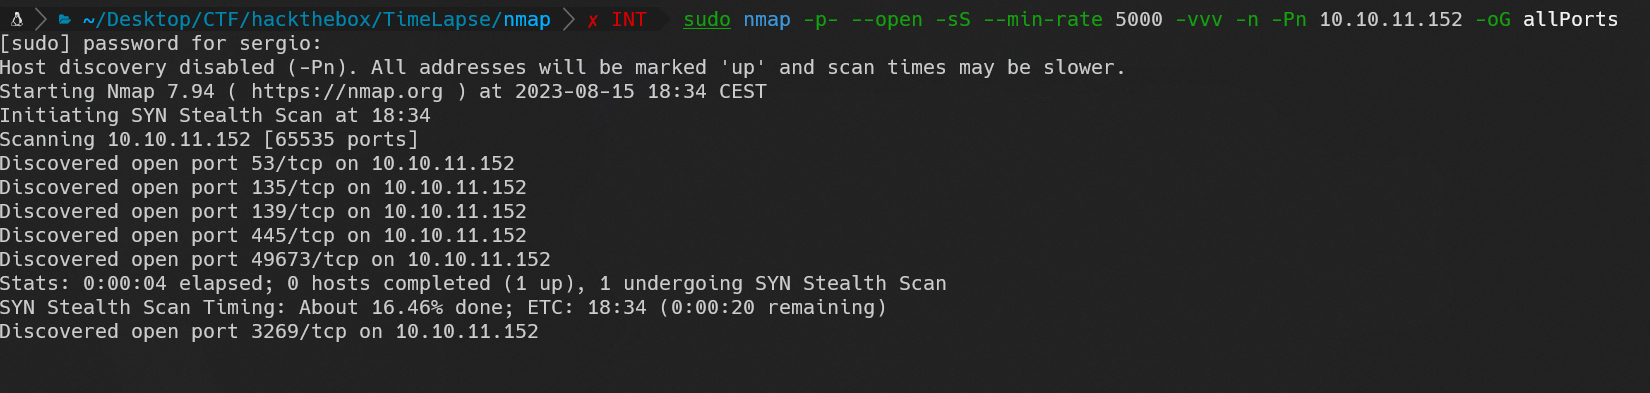 ~/Desktop/CTF/hackthebox/TimeLapse/nmap ✗ INT sudo nmap -p- --open -sS --min-rate 5000 -vvv -n -Pn 10.10.11.152 -oG allPorts
[sudo] password for sergio:
Host discovery disabled (-Pn). All addresses will be marked 'up' and scan times may be slower.
Starting Nmap 7.94 ( https://nmap.org ) at 2023-08-15 18:34 CEST
Initiating SYN Stealth Scan at 18:34
Scanning 10.10.11.152 [65535 ports]
Discovered open port 53/tcp on 10.10.11.152
Discovered open port 135/tcp on 10.10.11.152
Discovered open port 139/tcp on 10.10.11.152
Discovered open port 445/tcp on 10.10.11.152
Discovered open port 49673/tcp on 10.10.11.152
Stats: 0:00:04 elapsed; 0 hosts completed (1 up), 1 undergoing SYN Stealth Scan
SYN Stealth Scan Timing: About 16.46% done; ETC: 18:34 (0:00:20 remaining)
Discovered open port 3269/tcp on 10.10.11.152